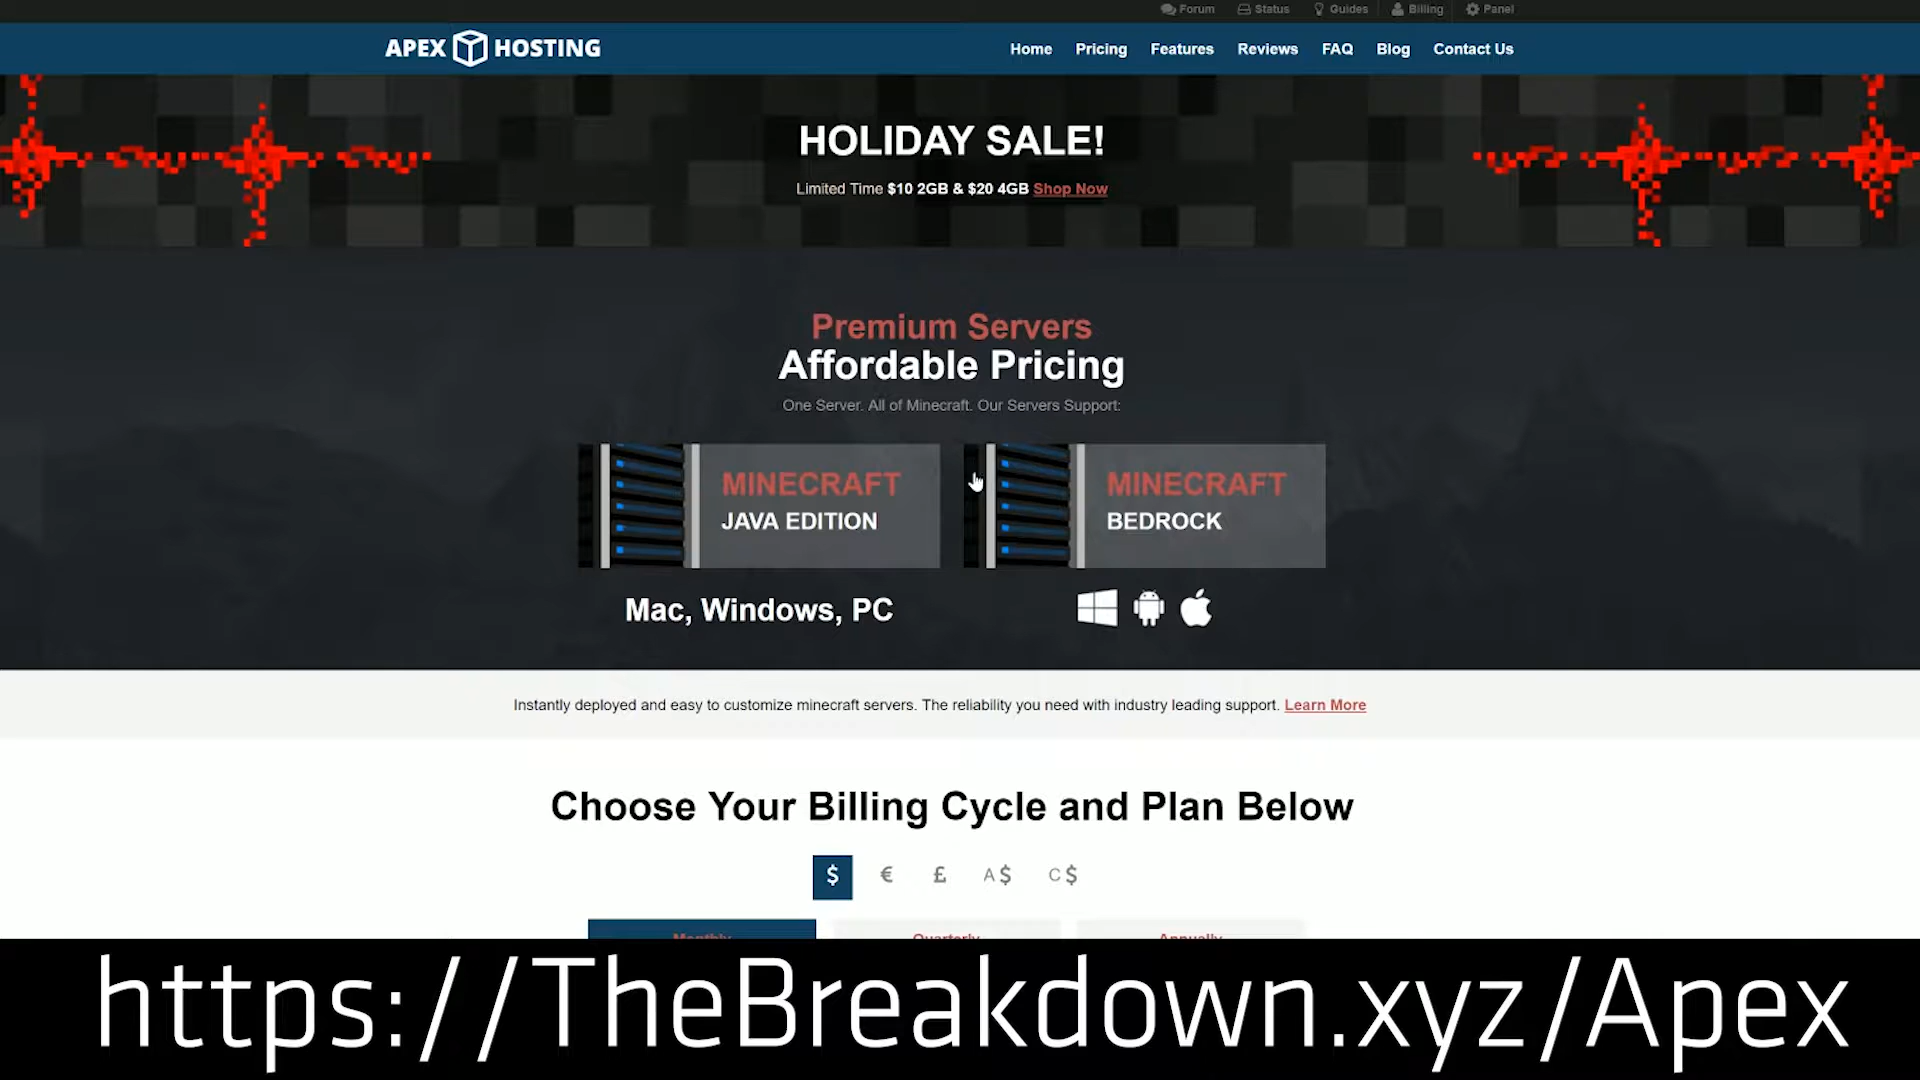 Forum Status Guides Billing Panel
APEX HOSTING
Home Pricing Features Reviews FAQ Blog Contact Us
HOLIDAY SALE!
Limited Time $10 2GB & $20 4GB Shop Now
Premium Servers
Affordable Pricing
One Server. All of Minecraft. Our Servers Support:
MINECRAFT
JAVA EDITION
MINECRAFT
BEDROCK
Mac, Windows, PC
Instantly deployed and easy to customize minecraft servers. The reliability you need with industry leading support. Learn More
Choose Your Billing Cycle and Plan Below
$ € £ A$ C$
Monthly Quarterly Annually
https://TheBreakdown.xyz/Apex